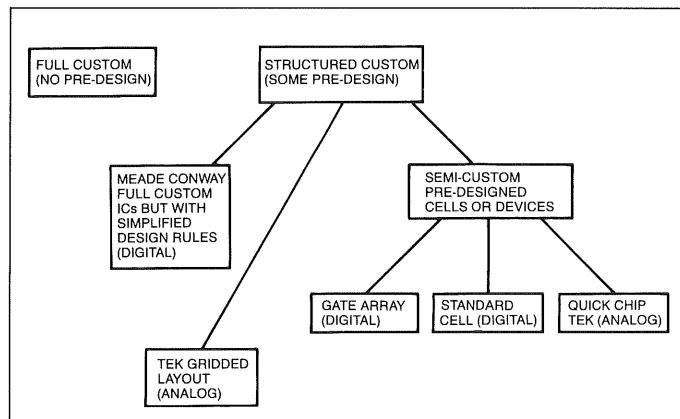 FULL CUSTOM
(NO PRE-DESIGN)
STRUCTURED CUSTOM
(SOME PRE-DESIGN)
MEADE CONWAY
FULL CUSTOM
ICs BUT WITH
SIMPLIFIED
DESIGN RULES
(DIGITAL)
SEMI-CUSTOM
PRE-DESIGNED
CELLS OR DEVICES
GATE ARRAY
(DIGITAL)
STANDARD
CELL (DIGITAL)
QUICK CHIP
TEK (ANALOG)
TEK GRIDDED
LAYOUT
(ANALOG)